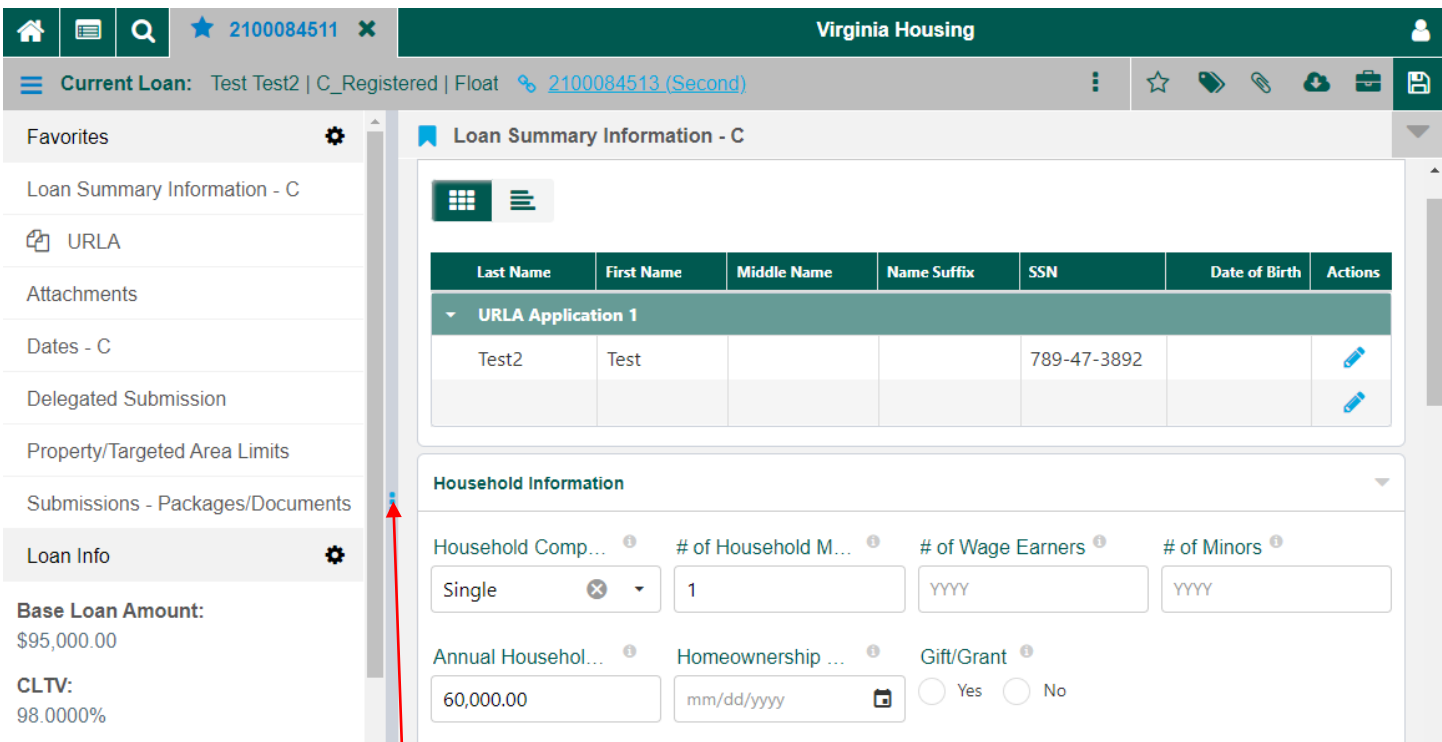 2100084511
Virginia Housing
Current Loan: Test Test2 | C_Registered | Float 2100084513 (Second)
Favorites
Loan Summary Information - C
URLA
Attachments
Dates - C
Delegated Submission
Property/Targeted Area Limits
Submissions - Packages/Documents
Loan Info
Base Loan Amount:
$95,000.00
CLTV:
98.0000%
Loan Summary Information - C
Last Name First Name Middle Name Name Suffix SSN Date of Birth Actions
URLA Application 1
Test2 Test 789-47-3892
Household Information
Household Comp... # of Household M... # of Wage Earners # of Minors
Single 1 YYYY YYYY
Annual Househol... Homeownership ... Gift/Grant
60,000.00 mm/dd/yyyy Yes No